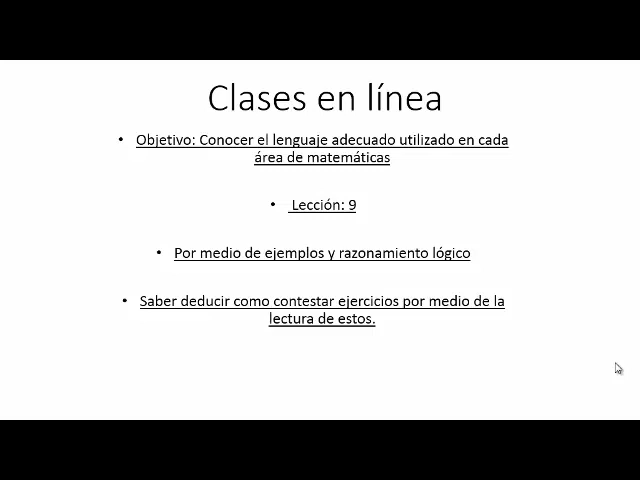 Clases en línea
• Objetivo: Conocer el lenguaje adecuado utilizado en cada
área de matemáticas
• Lección: 9
• Por medio de ejemplos y razonamiento lógico
• Saber deducir como contestar ejercicios por medio de la
lectura de estos.